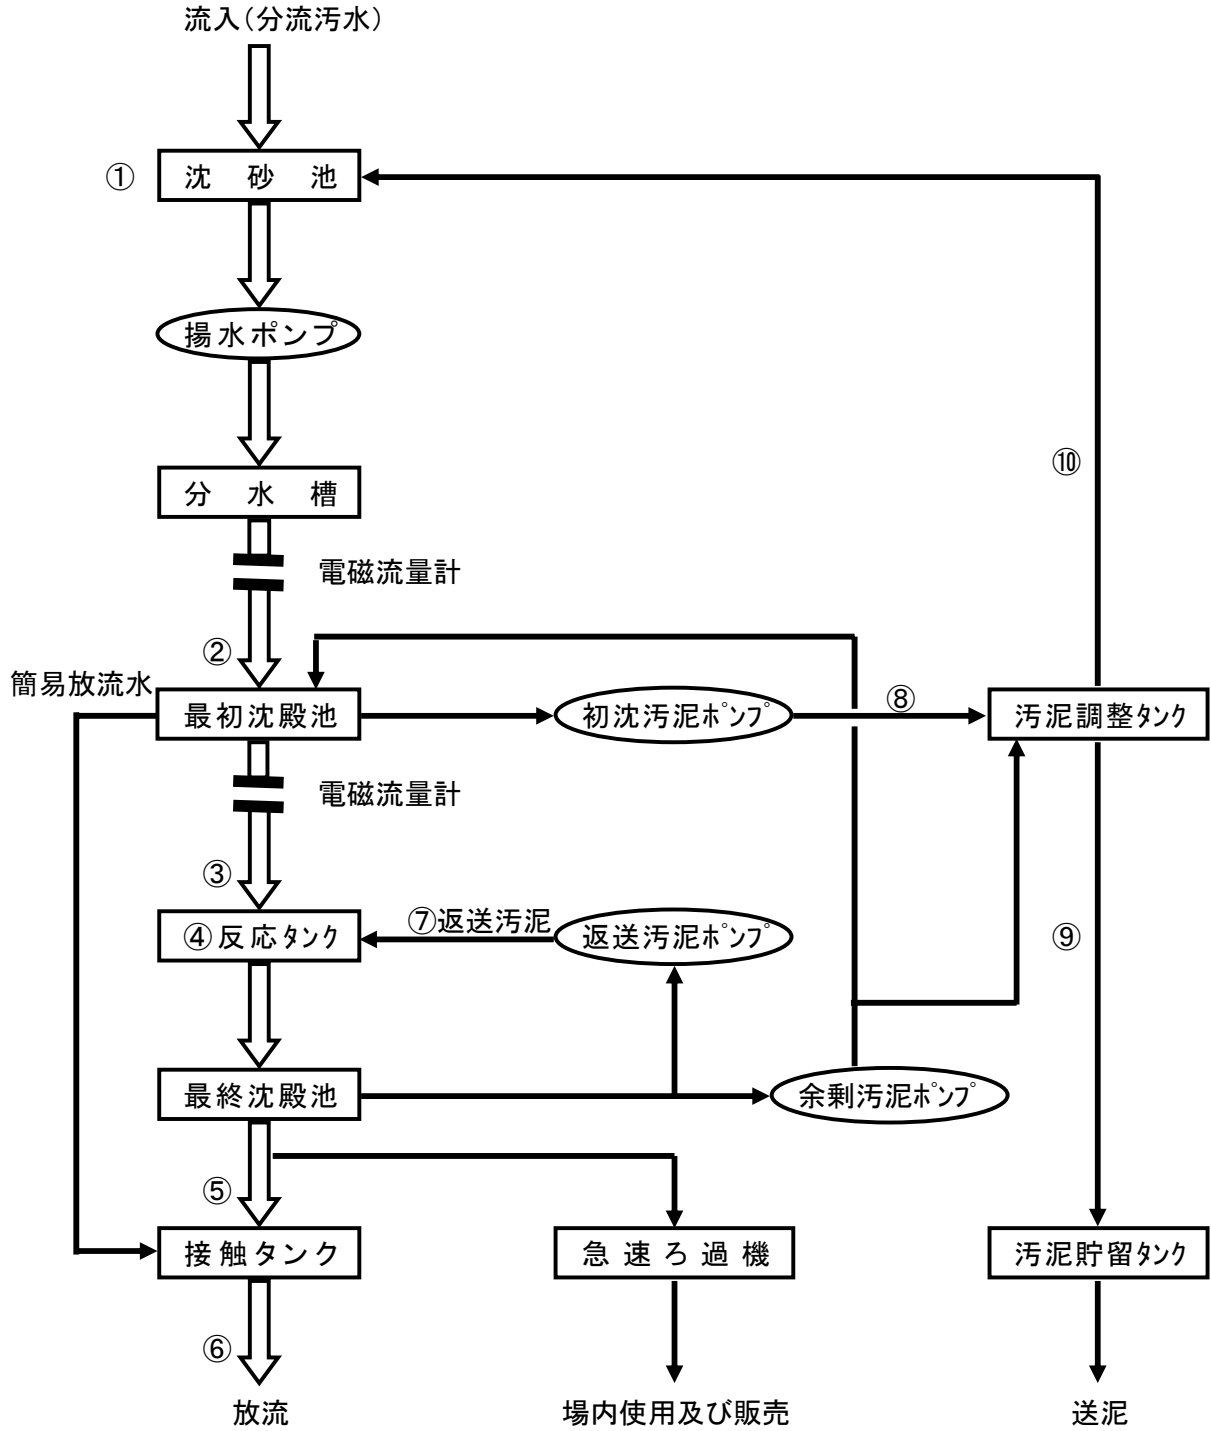 流入(分流汚水)
① 沈砂池
揚水ポンプ
⑩
分水槽
電磁流量計
②
簡易放流水
最初沈殿池
初沈汚泥ポンプ
⑧
汚泥調整タンク
電磁流量計
③
④反応タンク
⑦返送汚泥
返送汚泥ポンプ
⑨
最終沈殿池
余剰汚泥ポンプ
⑤
接触タンク
急速ろ過機
汚泥貯留タンク
⑥
放流
場内使用及び販売
送泥